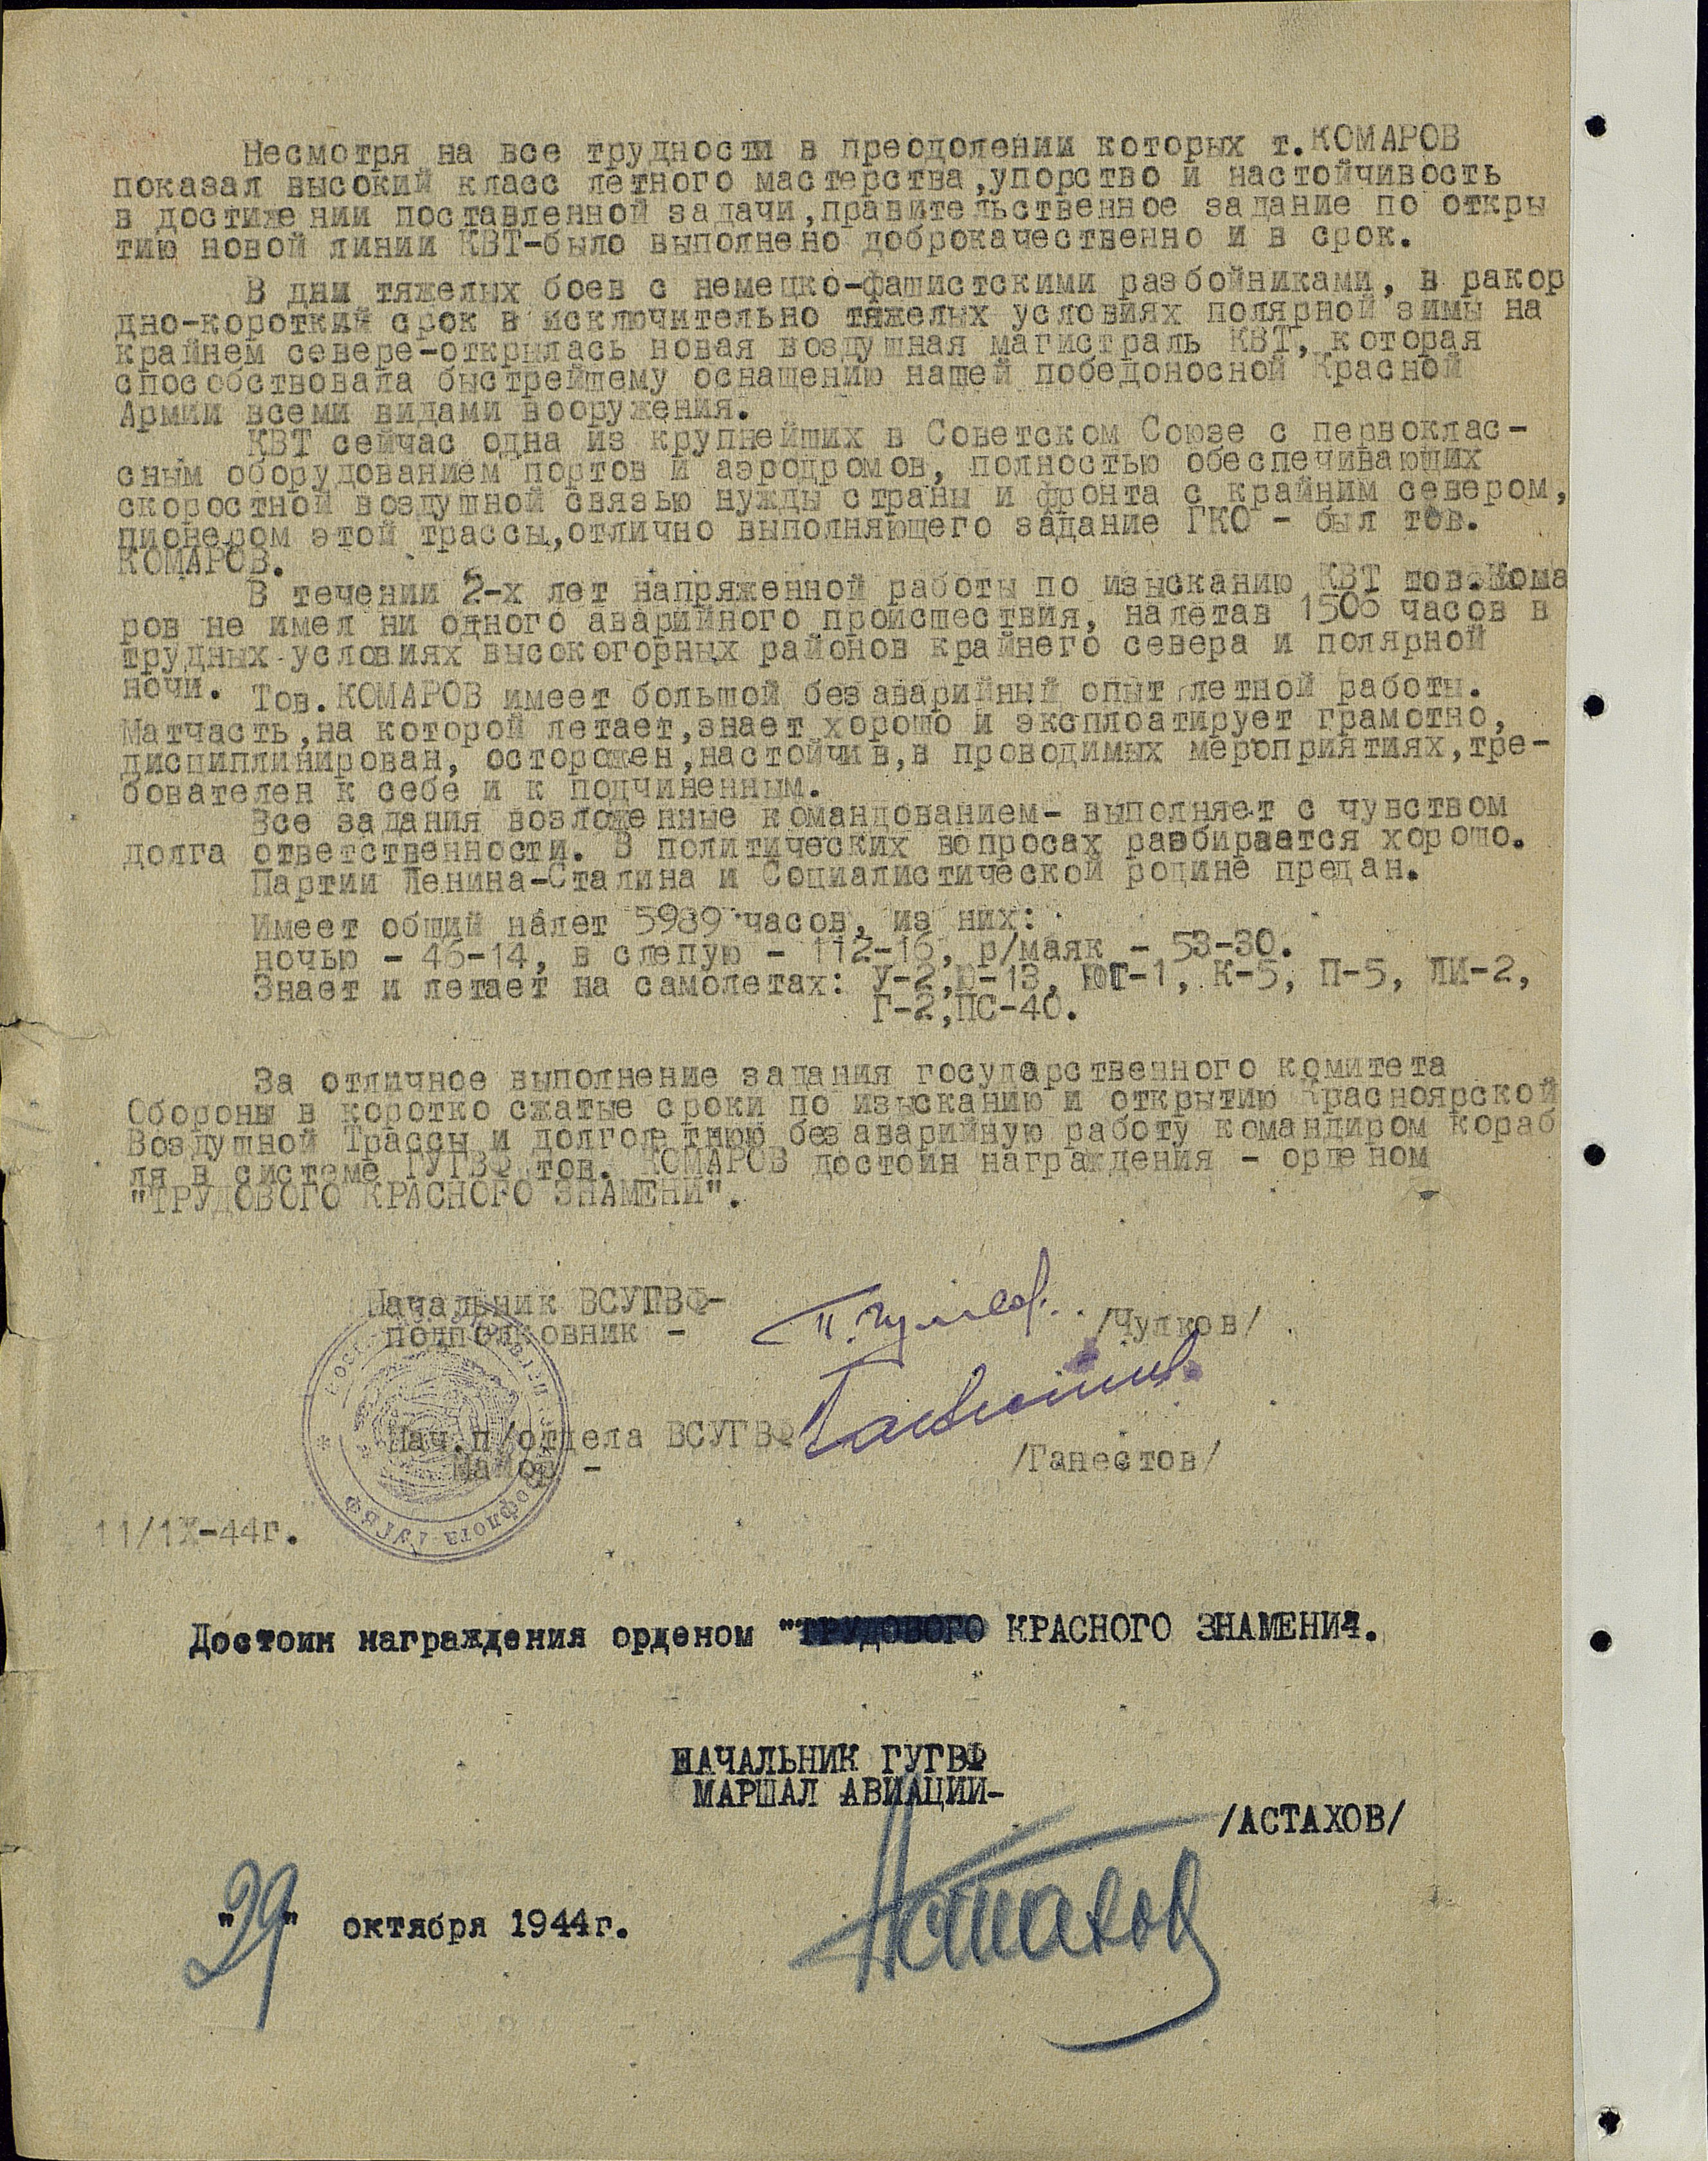 Несмотря на все трудности в преодолении которых т.КОМАРОВ
показал высокий класс летного мастерства,упорство и настойчивость
в достижении поставленной задачи,правительственное задание по откры
тию новой линии КВТ-было выполнено доброкачественно и в срок.
В дни тяжелых боев с немецко-фашистскими разбойниками, в ракор
дно-короткий срок в исключительно тяжелых условиях полярной зимы на
крайнем севере-открылась новая воздушная магистраль КВТ, которая
способствовала быстрейшему оснащению нашей победоносной Красной
Армии всеми видами вооружения.
КВТ сейчас одна из крупнейших в Советском Союзе с первоклас-
сным оборудованием портов и аэродромов, полностью обеспечивающих
скоростной воздушной связью нужды страны и фронта с крайним севером,
пионером этой трассы,отлично выполняющего задание ГКО - был тов.
КОМАРОВ.
В течении 2-х лет напряженной работы по изысканию КВТ тов.Кома
ров не имел ни одного аварийного происшествия, налетав 1506 часов в
трудных условиях высокогорных районов крайнего севера и полярной
ночи.
Тов.КОМАРОВ имеет большой безаварийный опыт летной работы.
Матчасть,на которой летает,знает хорошо и эксплоатирует грамотно,
дисциплинирован, осторожен,настойчив,в проводимых мероприятиях,тре-
бователен к себе и к подчиненным.
Все задания возложенные командованием- выполняет с чувством
долга ответственности. В политических вопросах разбирается хорошо.
Партии Ленина-Сталина и Социалистической родине предан.
Имеет общий налет 5989 часов, из них:
ночью - 46-14, в слепую - 112-16, р/маяк - 53-30.
Знает и летает на самолетах: У-2,Ю-13, ЮГ-1, К-5, П-5, ЛИ-2,
Г-2,ПС-40.
За отличное выполнение задания государственного комитета
Обороны в коротко сжатые сроки по изысканию и открытию Красноярской
Воздушной Трассы и долголетнюю безаварийную работу командиром кораб
ля в системе ГУГВФ тов. КОМАРОВ достоин награждения - орденом
"ТРУДОВОГО КРАСНОГО ЗНАМЕНИ".
Начальник ВСУГВФ-
подполковник -
/Чулков/
Нач.п/отдела ВСУГВФ
Майор -
/Ганестов/
11/1Х-44г.
Достоин награждения орденом "ТРУДОВОГО КРАСНОГО ЗНАМЕНИ".
НАЧАЛЬНИК ГУГВФ
МАРШАЛ АВИАЦИИ-
/АСТАХОВ/
Астахов
"29" октября 1944г.